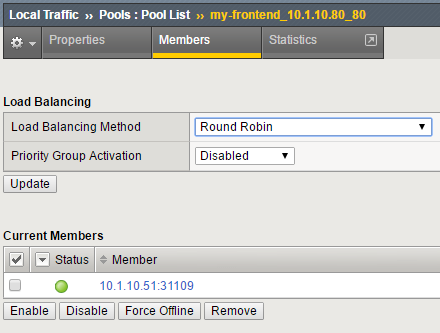 Local Traffic ›› Pools : Pool List ›› my-frontend_10.1.10.80_80
Properties Members Statistics
Load Balancing
Load Balancing Method Round Robin
Priority Group Activation Disabled
Update
Current Members
Status Member
10.1.10.51:31109
Enable Disable Force Offline Remove